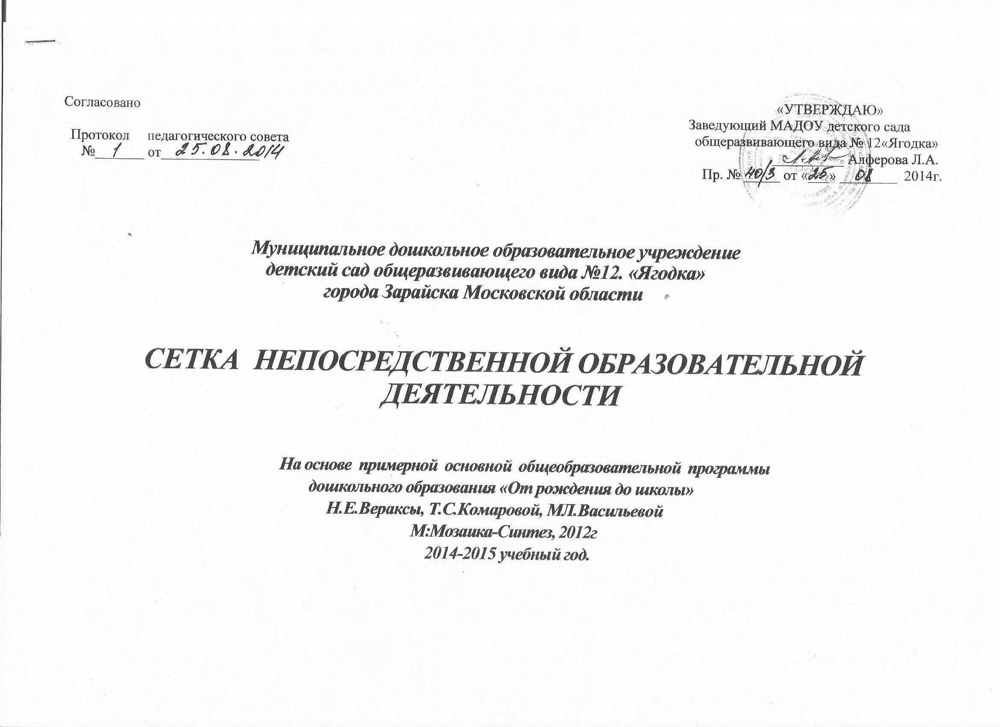 Согласовано
Протокол педагогического совета
№ 1 от 25.08.2014
«УТВЕРЖДАЮ»
Заведующий МАДОУ детского сада
общеразвивающего вида № 12«Ягодка»
Алферова Л.А.
Пр. № 40/3 от «25» 08 2014г.
Муниципальное дошкольное образовательное учреждение
детский сад общеразвивающего вида №12. «Ягодка»
города Зарайска Московской области
СЕТКА НЕПОСРЕДСТВЕННОЙ ОБРАЗОВАТЕЛЬНОЙ
ДЕЯТЕЛЬНОСТИ
На основе примерной основной общеобразовательной программы
дошкольного образования «От рождения до школы»
Н.Е.Вераксы, Т.С.Комаровой, МЛ.Васильевой
М:Мозаика-Синтез, 2012г
2014-2015 учебный год.